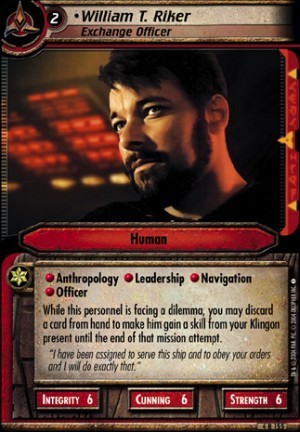 2
•William T. Riker
Exchange Officer
Human
Anthropology • Leadership • Navigation
• Officer
While this personnel is facing a dilemma, you may discard
a card from hand to make him gain a skill from your Klingon
present until the end of that mission attempt.
"I have been assigned to serve this ship and to obey your orders
and I will do exactly that."
INTEGRITY 6
CUNNING 6
STRENGTH 6